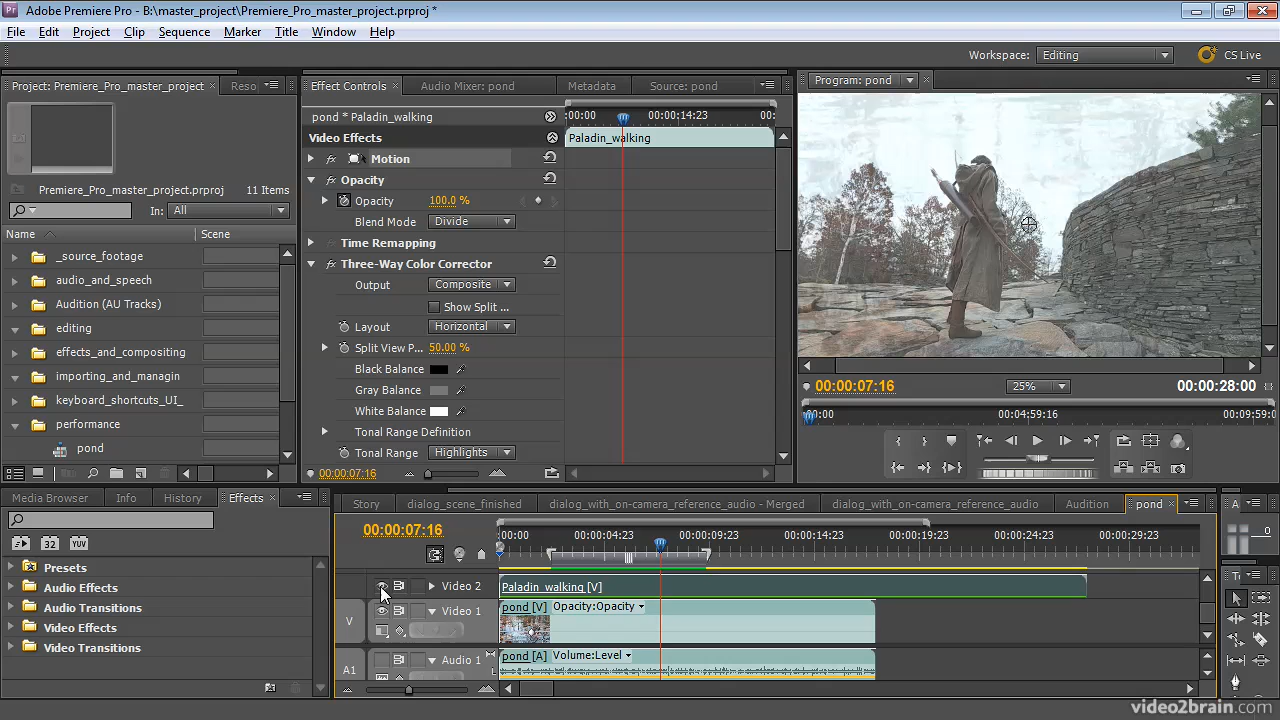 Adobe Premiere Pro - B:\master_project\Premiere_Pro_master_project.prproj *
File Edit Project Clip Sequence Marker Title Window Help
Workspace: Editing CS Live
Project: Premiere_Pro_master_project Reso
Premiere_Pro_master_project.prproj 11 Items
In: All
Name Scene
_source_footage
audio_and_speech
Audition (AU Tracks)
editing
effects_and_compositing
importing_and_managin
keyboard_shortcuts_UI_
performance
pond
Effect Controls Audio Mixer: pond Metadata Source: pond
pond * Paladin_walking :00:00 00:00:14:23 00:
Video Effects Paladin_walking
Motion
Opacity
Opacity 100.0 %
Blend Mode Divide
Time Remapping
Three-Way Color Corrector
Output Composite
Show Split ...
Layout Horizontal
Split View P... 50.00 %
Black Balance
Gray Balance
White Balance
Tonal Range Definition
Tonal Range Highlights
00:00:07:16
Program: pond
00:00:07:16 25% 00:00:28:00
00:00 00:04:59:16 00:09:59:0
Media Browser Info History Effects
32 YUV
Presets
Audio Effects
Audio Transitions
Video Effects
Video Transitions
Story dialog_scene_finished dialog_with_on-camera_reference_audio - Merged dialog_with_on-camera_reference_audio Audition pond
00:00:07:16 :00:00 00:00:04:23 00:00:09:23 00:00:14:23 00:00:19:23 00:00:24:23 00:00:29:23
Video 2 Paladin_walking [V]
V Video 1 pond [V] Opacity:Opacity
A1 Audio 1 L pond [A] Volume:Level
A
0
T
video2brain.com